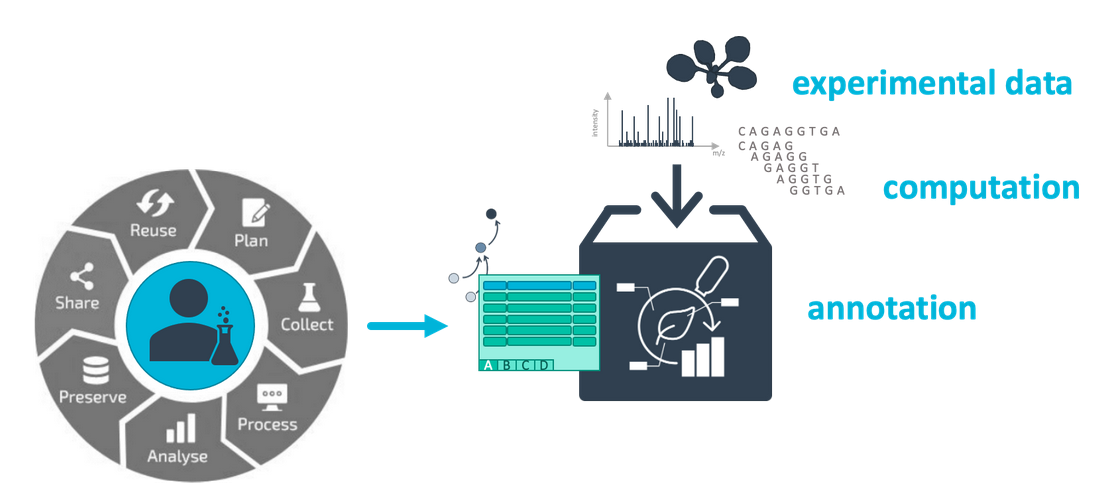 experimental data
intensity
m/z
CAGAGGTGA
CAGAG
AGAGG
GAGGT
AGGTG
GGTGA
computation
Reuse
Plan
Share
Collect
Preserve
Process
Analyse
annotation
A B C D